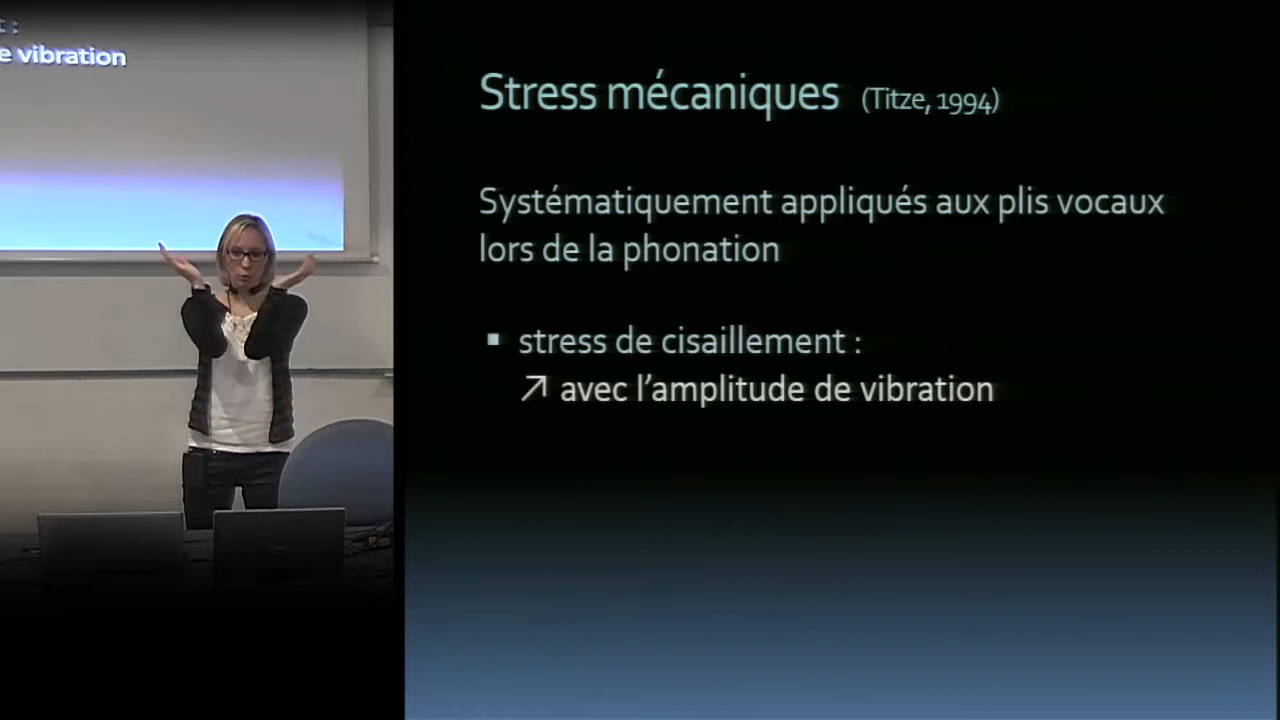 t :
e vibration
Stress mécaniques (Titze, 1994)
Systématiquement appliqués aux plis vocaux
lors de la phonation
▪ stress de cisaillement :
↗ avec l’amplitude de vibration